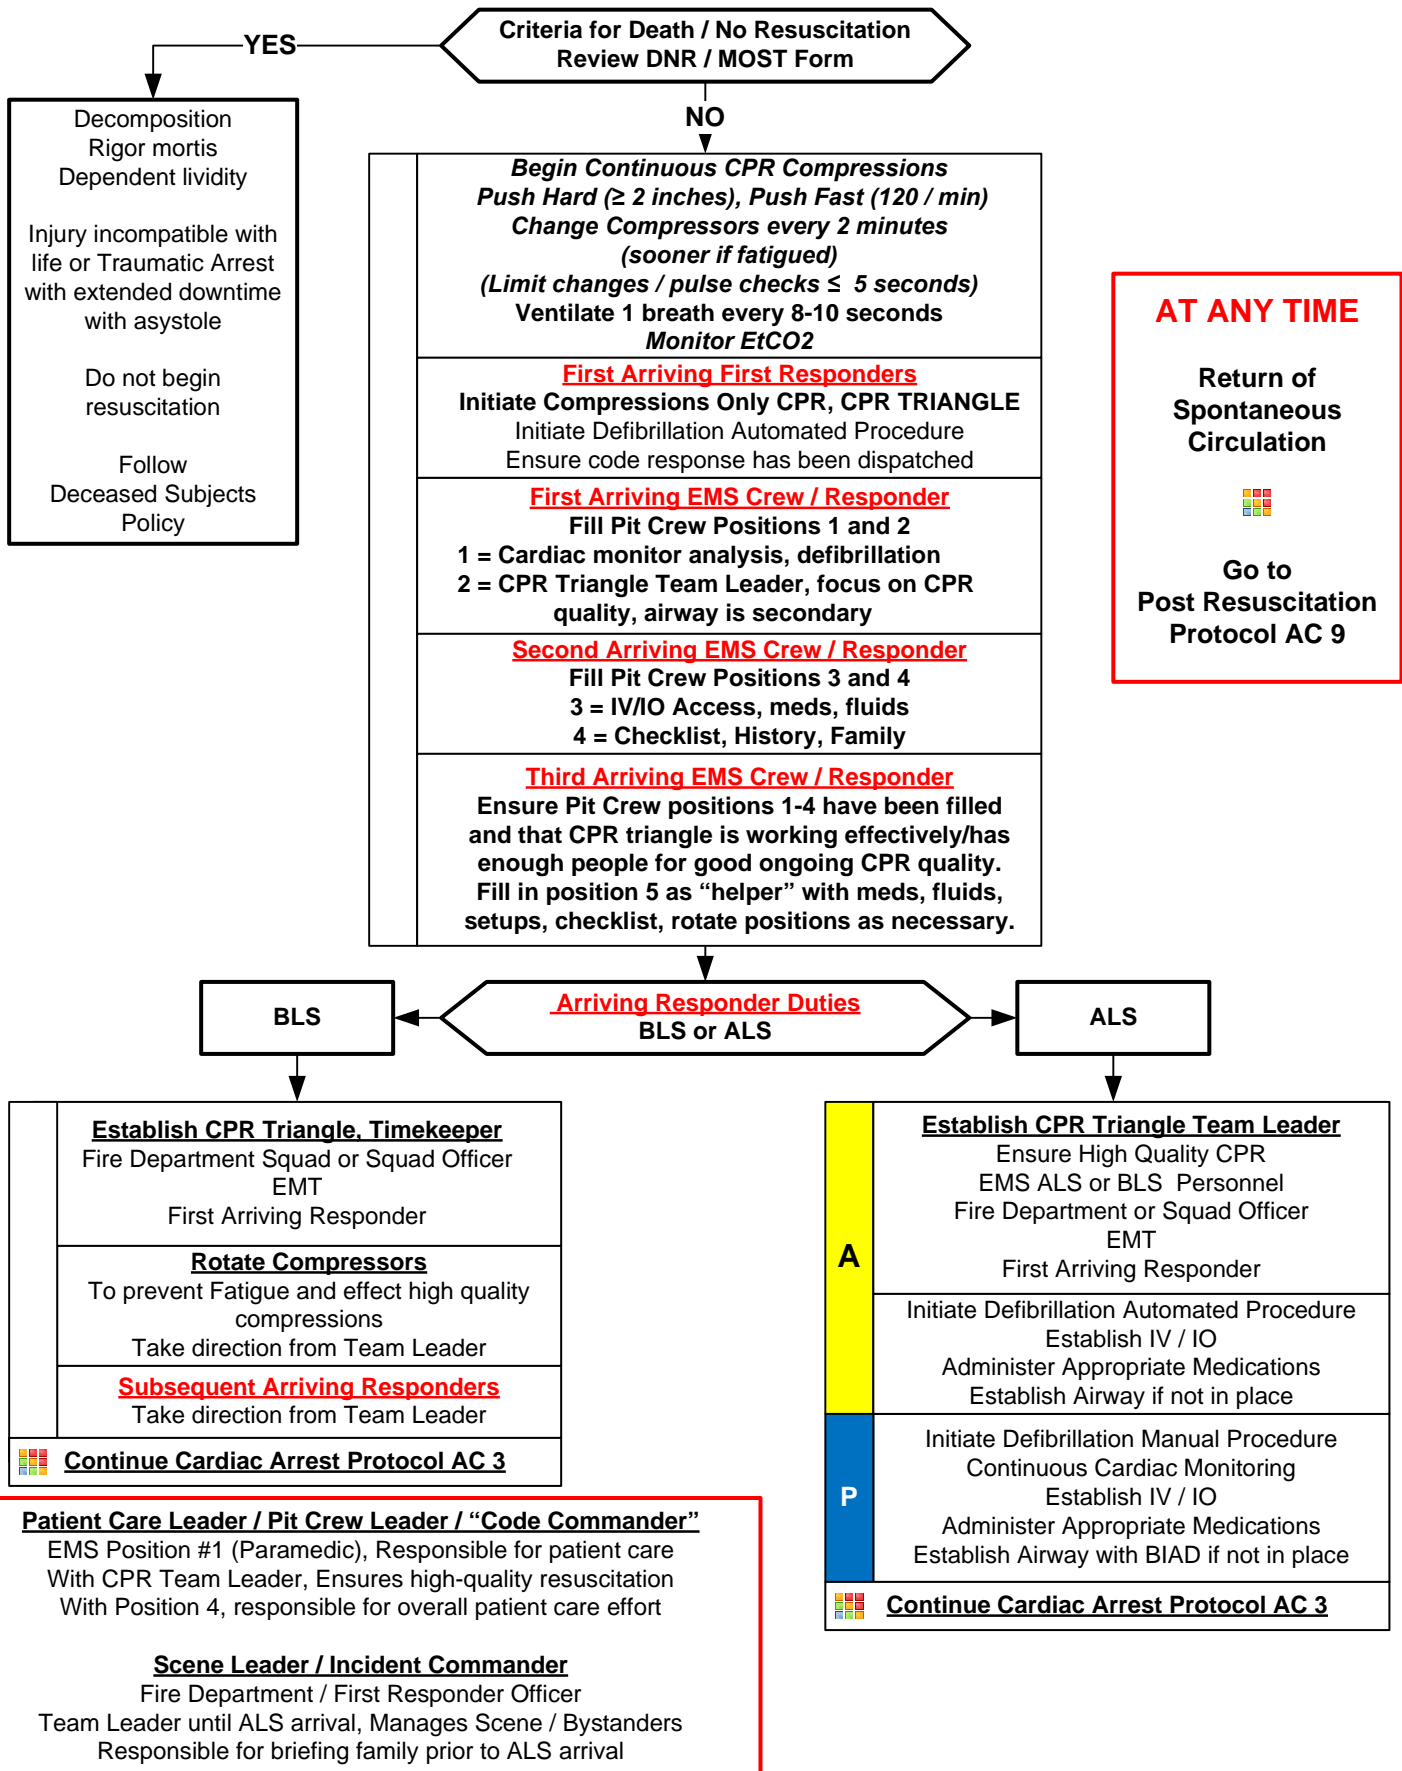 Criteria for Death / No Resuscitation
Review DNR / MOST Form
YES
NO
Decomposition
Rigor mortis
Dependent lividity
Injury incompatible with
life or Traumatic Arrest
with extended downtime
with asystole
Do not begin
resuscitation
Follow
Deceased Subjects
Policy
Begin Continuous CPR Compressions
Push Hard (≥ 2 inches), Push Fast (120 / min)
Change Compressors every 2 minutes
(sooner if fatigued)
(Limit changes / pulse checks ≤ 5 seconds)
Ventilate 1 breath every 8-10 seconds
Monitor EtCO2
First Arriving First Responders
Initiate Compressions Only CPR, CPR TRIANGLE
Initiate Defibrillation Automated Procedure
Ensure code response has been dispatched
First Arriving EMS Crew / Responder
Fill Pit Crew Positions 1 and 2
1 = Cardiac monitor analysis, defibrillation
2 = CPR Triangle Team Leader, focus on CPR
quality, airway is secondary
Second Arriving EMS Crew / Responder
Fill Pit Crew Positions 3 and 4
3 = IV/IO Access, meds, fluids
4 = Checklist, History, Family
Third Arriving EMS Crew / Responder
Ensure Pit Crew positions 1-4 have been filled
and that CPR triangle is working effectively/has
enough people for good ongoing CPR quality.
Fill in position 5 as “helper” with meds, fluids,
setups, checklist, rotate positions as necessary.
AT ANY TIME
Return of
Spontaneous
Circulation
Go to
Post Resuscitation
Protocol AC 9
Arriving Responder Duties
BLS or ALS
BLS
ALS
Establish CPR Triangle, Timekeeper
Fire Department Squad or Squad Officer
EMT
First Arriving Responder
Rotate Compressors
To prevent Fatigue and effect high quality
compressions
Take direction from Team Leader
Subsequent Arriving Responders
Take direction from Team Leader
Continue Cardiac Arrest Protocol AC 3
A
Establish CPR Triangle Team Leader
Ensure High Quality CPR
EMS ALS or BLS Personnel
Fire Department or Squad Officer
EMT
First Arriving Responder
Initiate Defibrillation Automated Procedure
Establish IV / IO
Administer Appropriate Medications
Establish Airway if not in place
P
Initiate Defibrillation Manual Procedure
Continuous Cardiac Monitoring
Establish IV / IO
Administer Appropriate Medications
Establish Airway with BIAD if not in place
Continue Cardiac Arrest Protocol AC 3
Patient Care Leader / Pit Crew Leader / “Code Commander”
EMS Position #1 (Paramedic), Responsible for patient care
With CPR Team Leader, Ensures high-quality resuscitation
With Position 4, responsible for overall patient care effort
Scene Leader / Incident Commander
Fire Department / First Responder Officer
Team Leader until ALS arrival, Manages Scene / Bystanders
Responsible for briefing family prior to ALS arrival